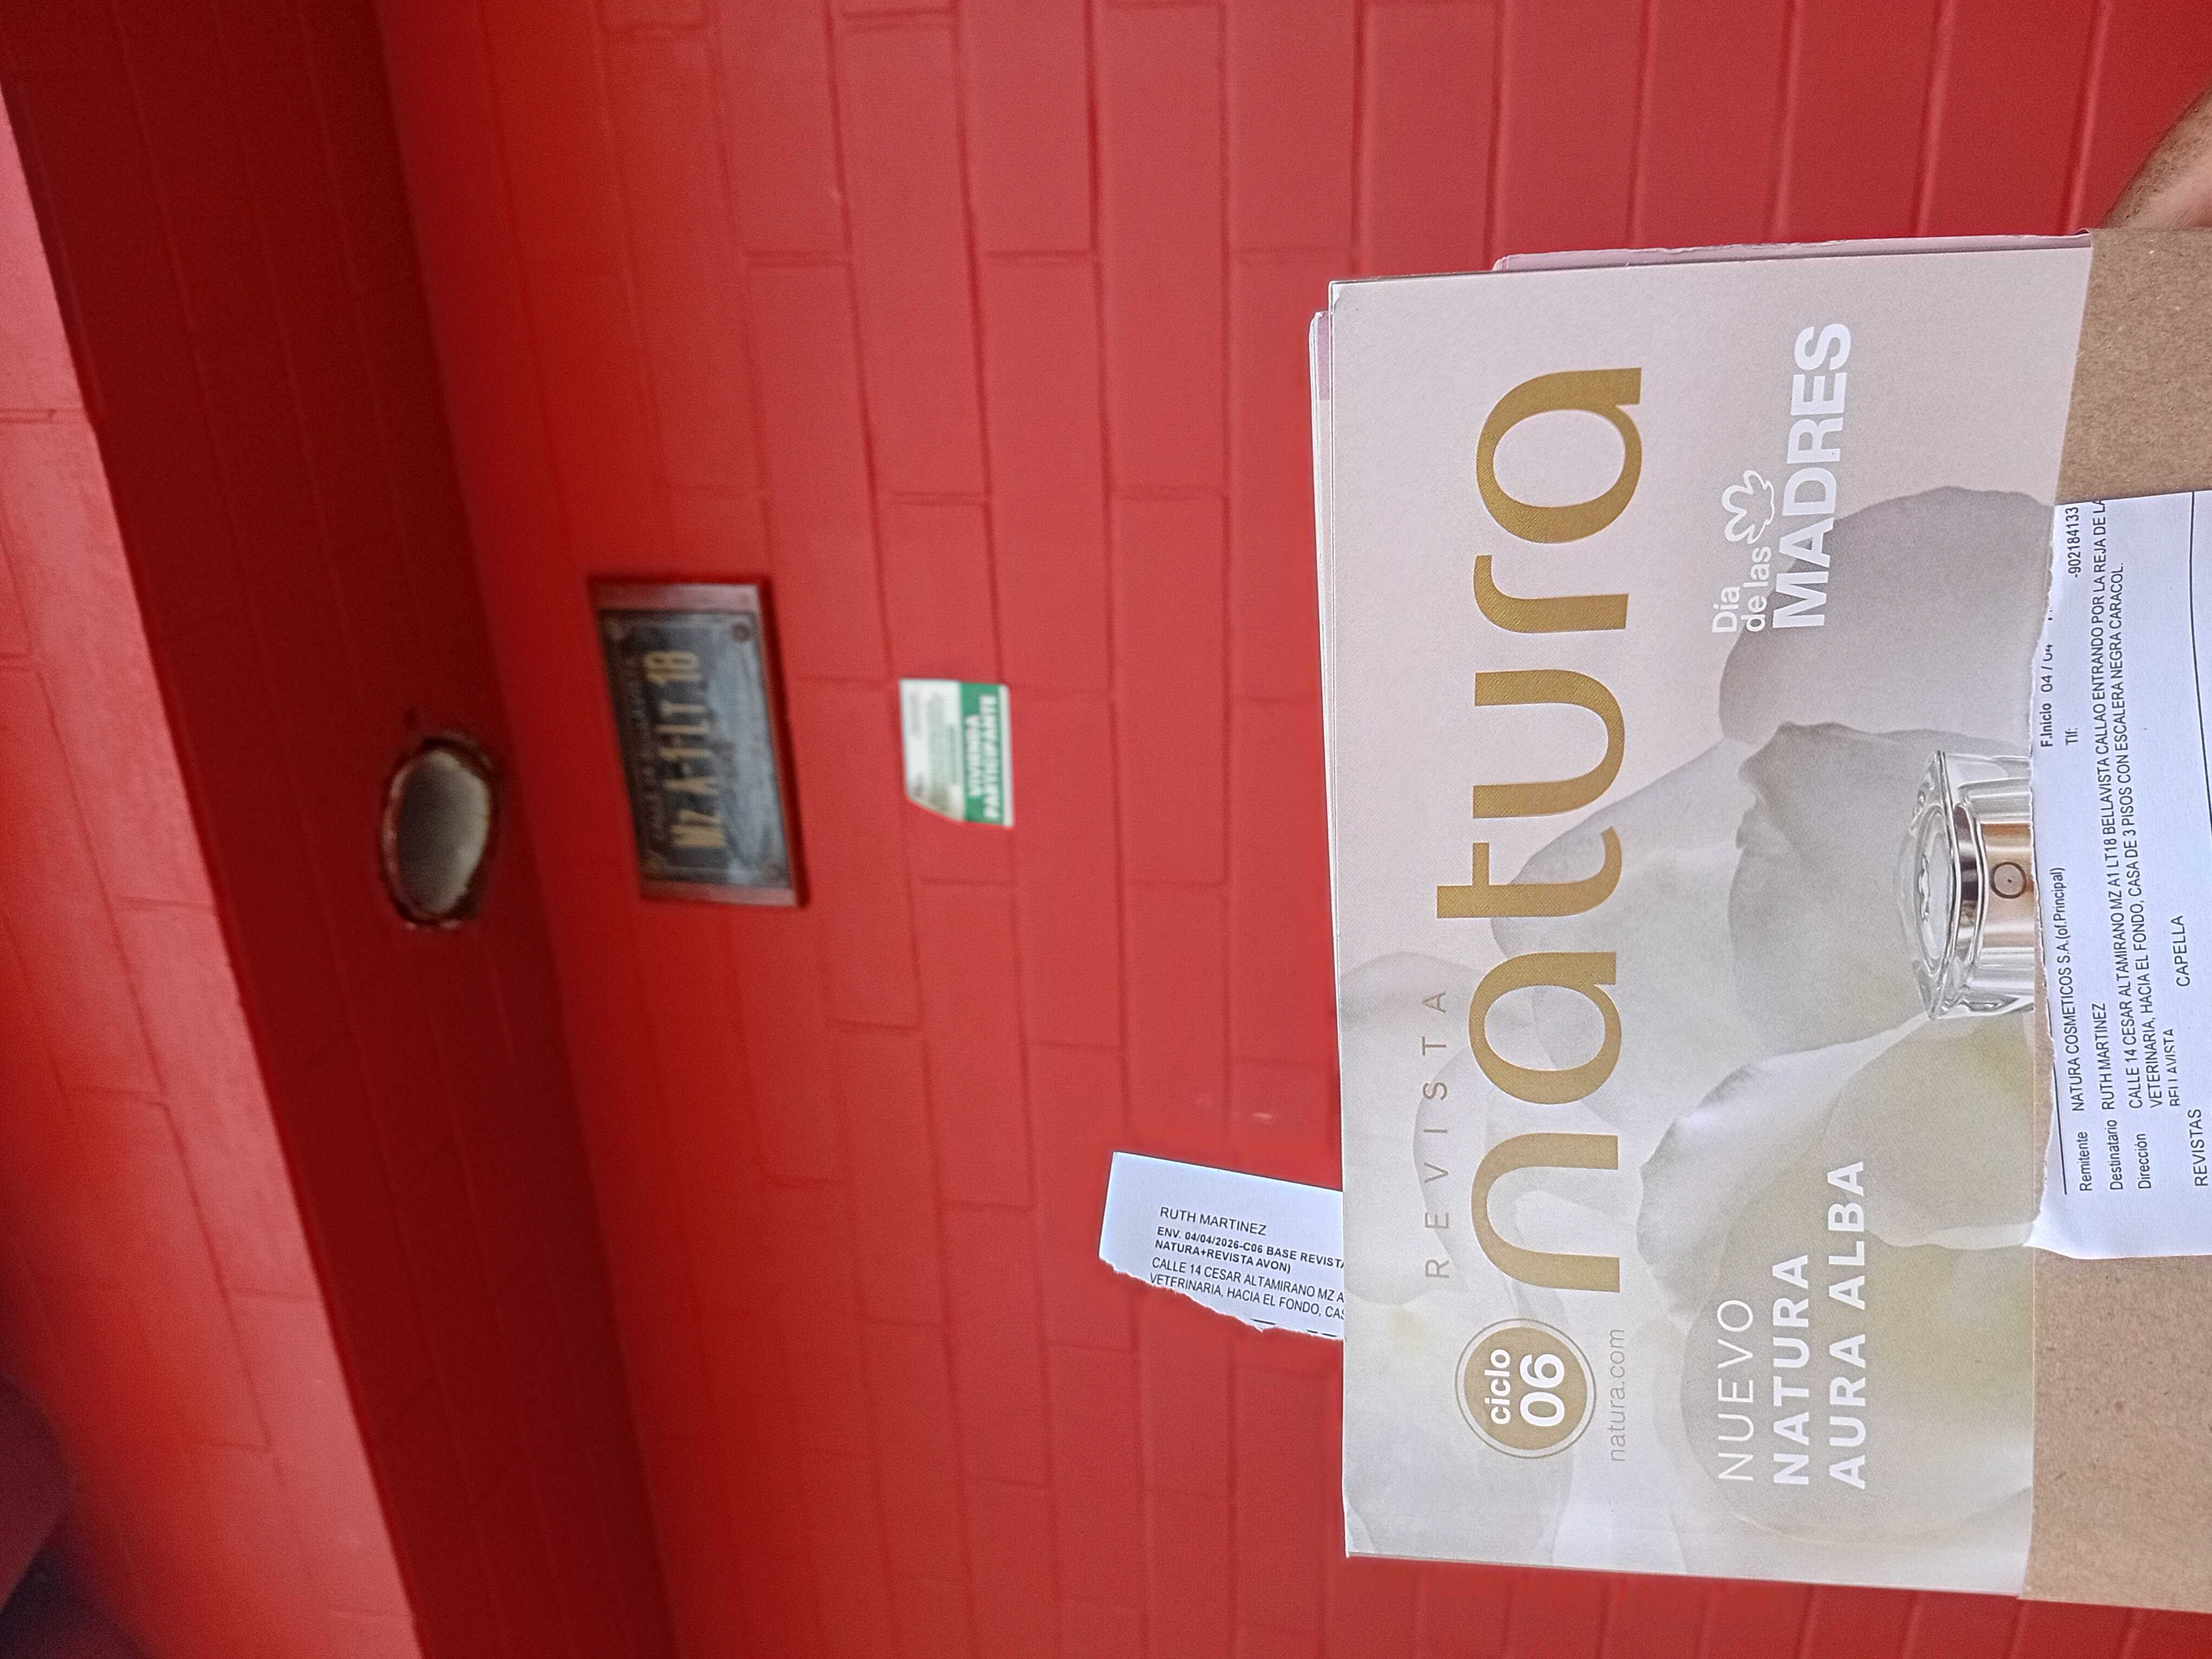 Mz A-1-LT.18
VIVIENDA
PARTICIPANTE
RUTH MARTINEZ
ENV. 04/04/2026-C06 BASE REVISTA
NATURA+REVISTA AVON)
CALLE 14 CESAR ALTAMIRANO MZ A
VETERINARIA, HACIA EL FONDO, CAS
REVISTA
ciclo
06
natura
natura.com
Día
de las
MADRES
NUEVO
NATURA
AURA ALBA
F.Inicio 04 / 04
Remitente NATURA COSMETICOS S.A.(of.Principal) Tlf: -902184133
Destinatario RUTH MARTINEZ
Dirección CALLE 14 CESAR ALTAMIRANO MZ A1 LT18 BELLAVISTA CALLAO ENTRANDO POR LA REJA DE LA
VETERINARIA, HACIA EL FONDO, CASA DE 3 PISOS CON ESCALERA NEGRA CARACOL.
BELLAVISTA
REVISTAS CAPELLA